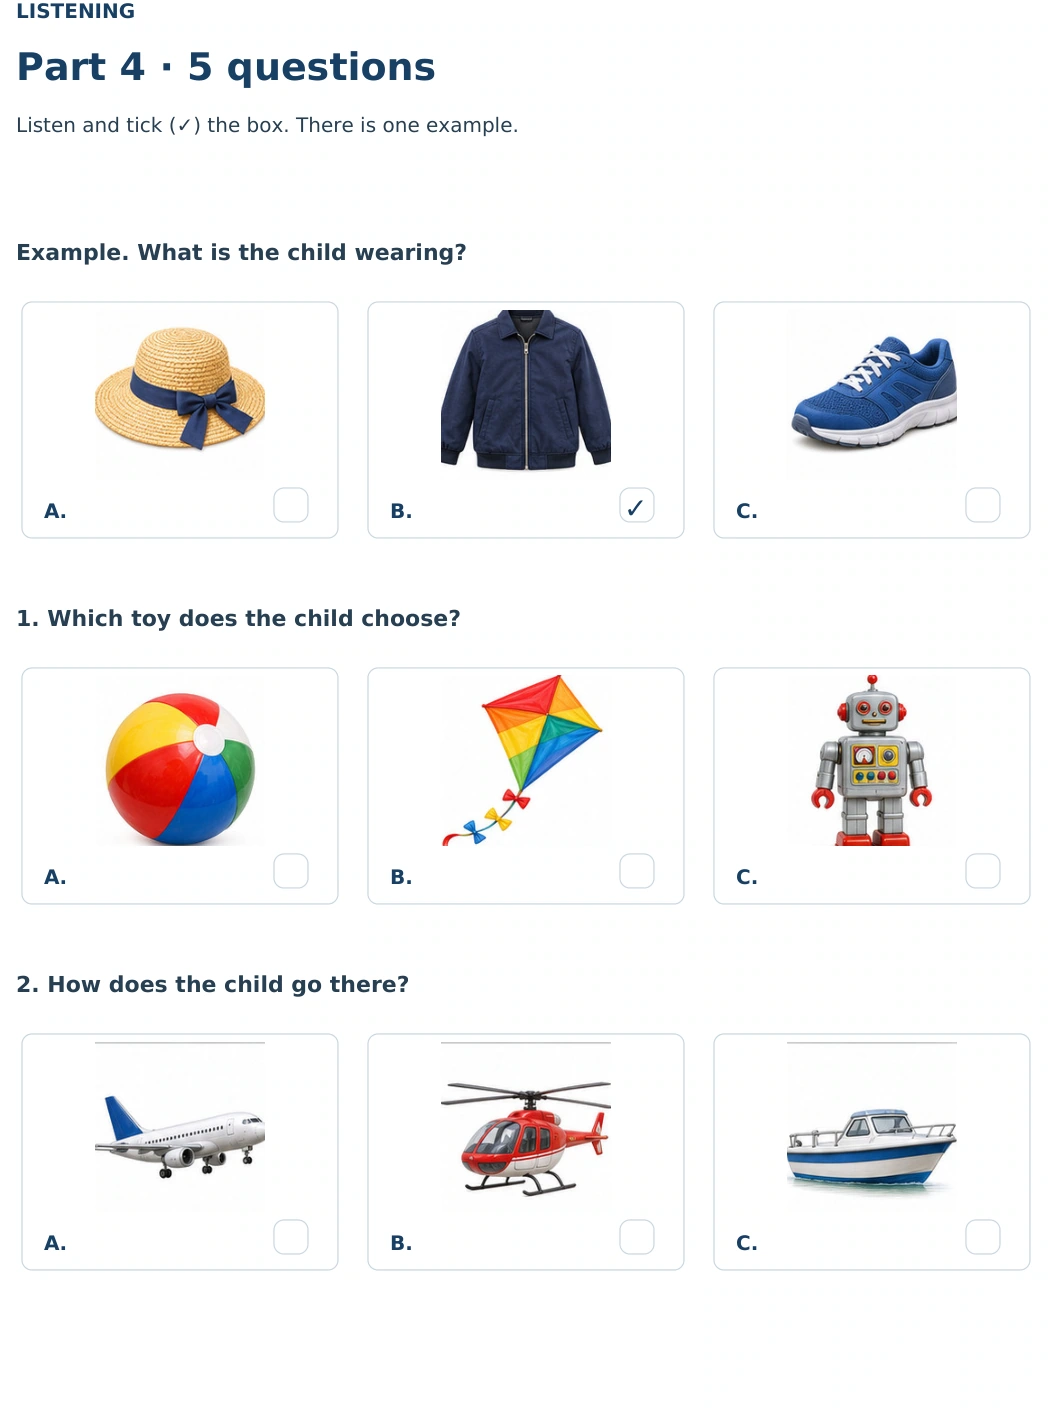 LISTENING
Part 4 · 5 questions
Listen and tick (✓) the box. There is one example.
Example. What is the child wearing?
A.
B. ✓
C.
1. Which toy does the child choose?
A.
B.
C.
2. How does the child go there?
A.
B.
C.